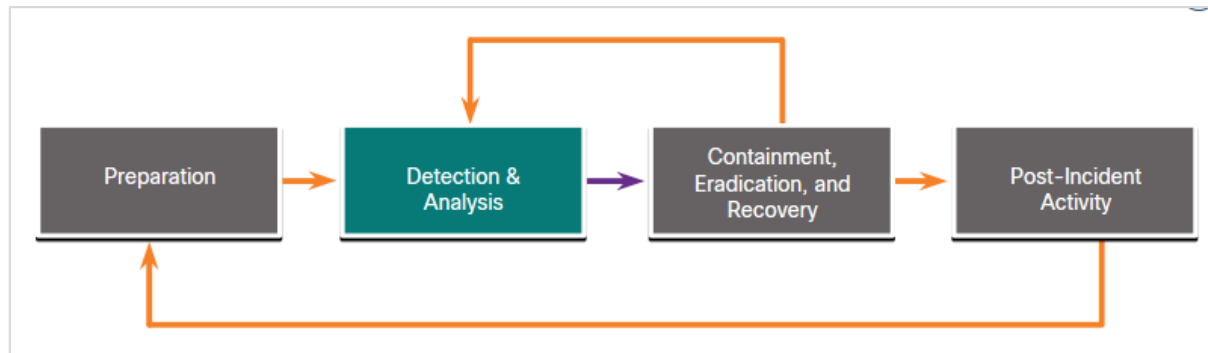 Preparation
Detection &
Analysis
Containment,
Eradication, and
Recovery
Post-Incident
Activity